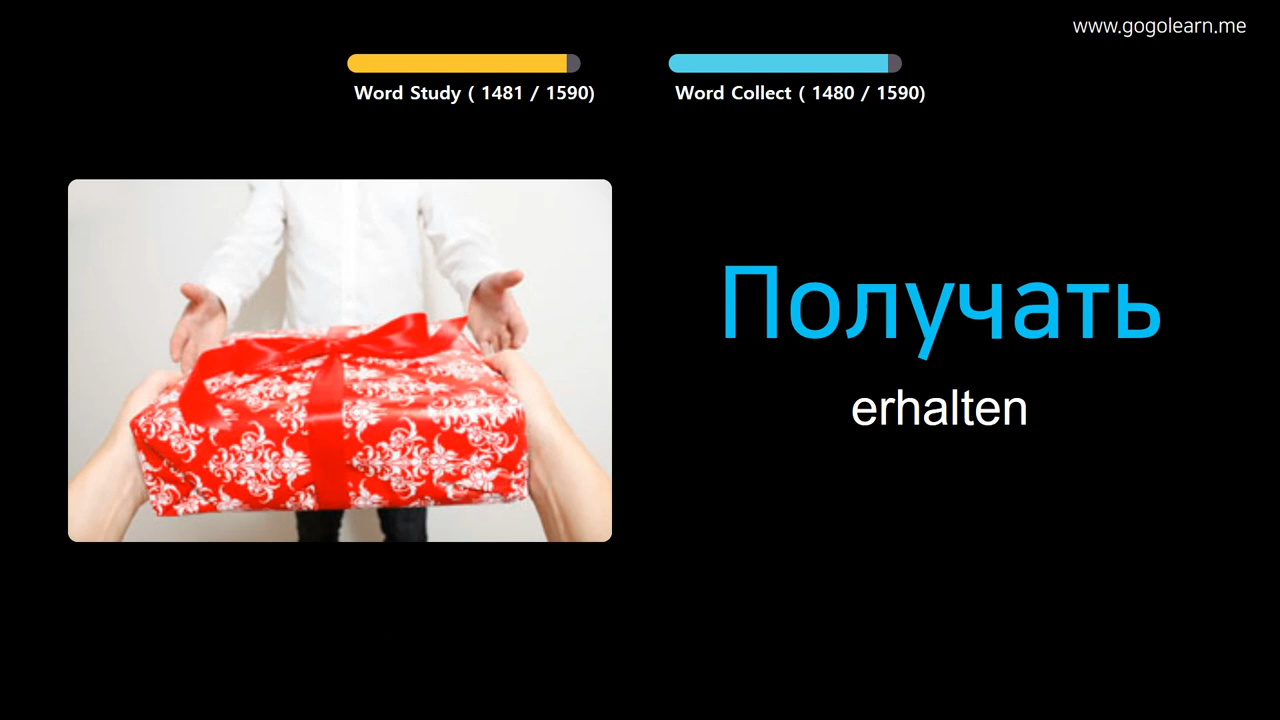 www.gogolearn.me
Word Study ( 1481 / 1590)
Word Collect ( 1480 / 1590)
Получать
erhalten